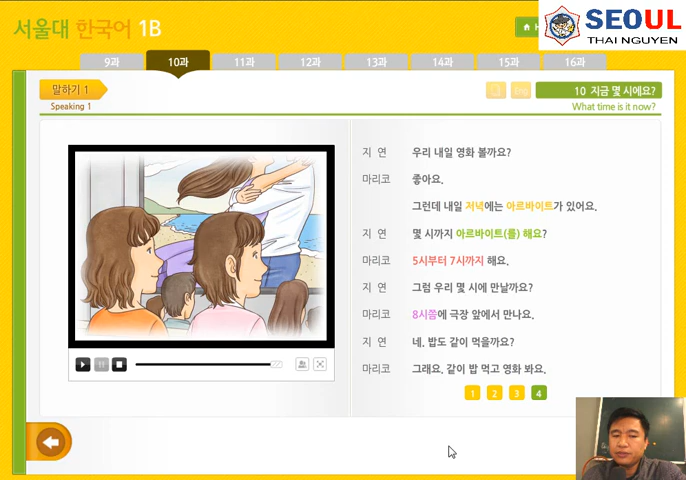 서울대 한국어 1B
SEOUL
THAI NGUYEN
9과 10과 11과 12과 13과 14과 15과 16과
말하기 1
Speaking 1
Eng
10 지금 몇 시예요?
What time is it now?
지 연 우리 내일 영화 볼까요?
마리코 좋아요.
그런데 내일 저녁에는 아르바이트가 있어요.
지 연 몇 시까지 아르바이트(를) 해요?
마리코 5시부터 7시까지 해요.
지 연 그럼 우리 몇 시에 만날까요?
마리코 8시쯤에 극장 앞에서 만나요.
지 연 네. 밥도 같이 먹을까요?
마리코 그래요. 같이 밥 먹고 영화 봐요.
1 2 3 4